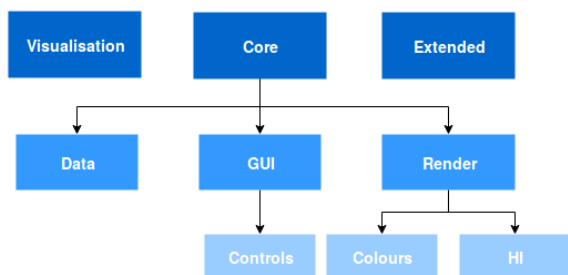 Visualisation
Core
Extended
Data
GUI
Render
Controls
Colours
HI